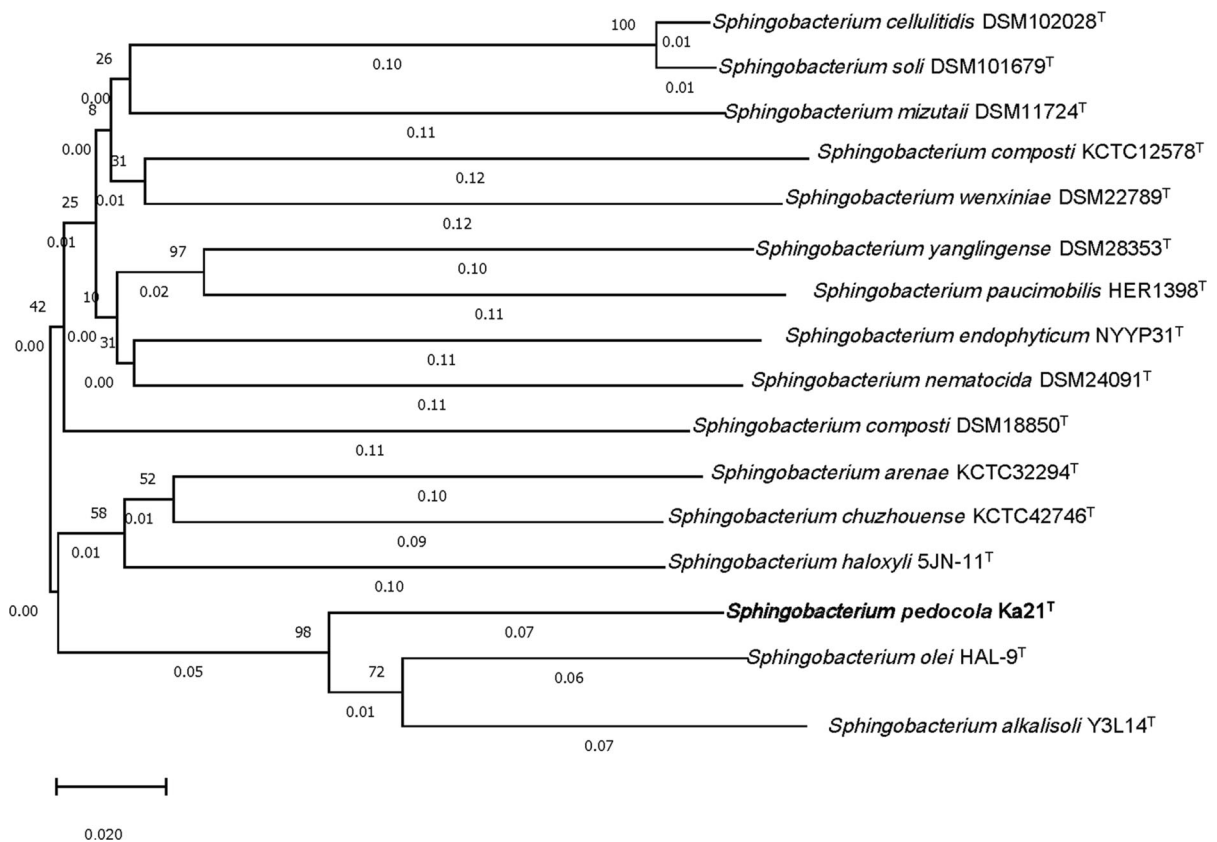 100
Sphingobacterium cellulitidis DSM102028T
0.01
26
0.10
Sphingobacterium soli DSM101679T
0.01
0.00
8
Sphingobacterium mizutaii DSM11724T
0.11
0.00
31
Sphingobacterium composti KCTC12578T
0.12
0.01
Sphingobacterium wenxiniae DSM22789T
25
0.12
0.01
97
Sphingobacterium yanglingense DSM28353T
0.10
0.02
10
Sphingobacterium paucimobilis HER1398T
42
0.11
0.00
0.00
31
Sphingobacterium endophyticum NYYP31T
0.11
0.00
Sphingobacterium nematocida DSM24091T
0.11
Sphingobacterium composti DSM18850T
0.11
52
Sphingobacterium arenae KCTC32294T
0.10
58
0.01
Sphingobacterium chuzhouense KCTC42746T
0.01
0.09
Sphingobacterium haloxyli 5JN-11T
0.10
0.00
Sphingobacterium pedocola Ka21T
98
0.07
0.05
72
Sphingobacterium olei HAL-9T
0.06
0.01
Sphingobacterium alkalisoli Y3L14T
0.07
0.020